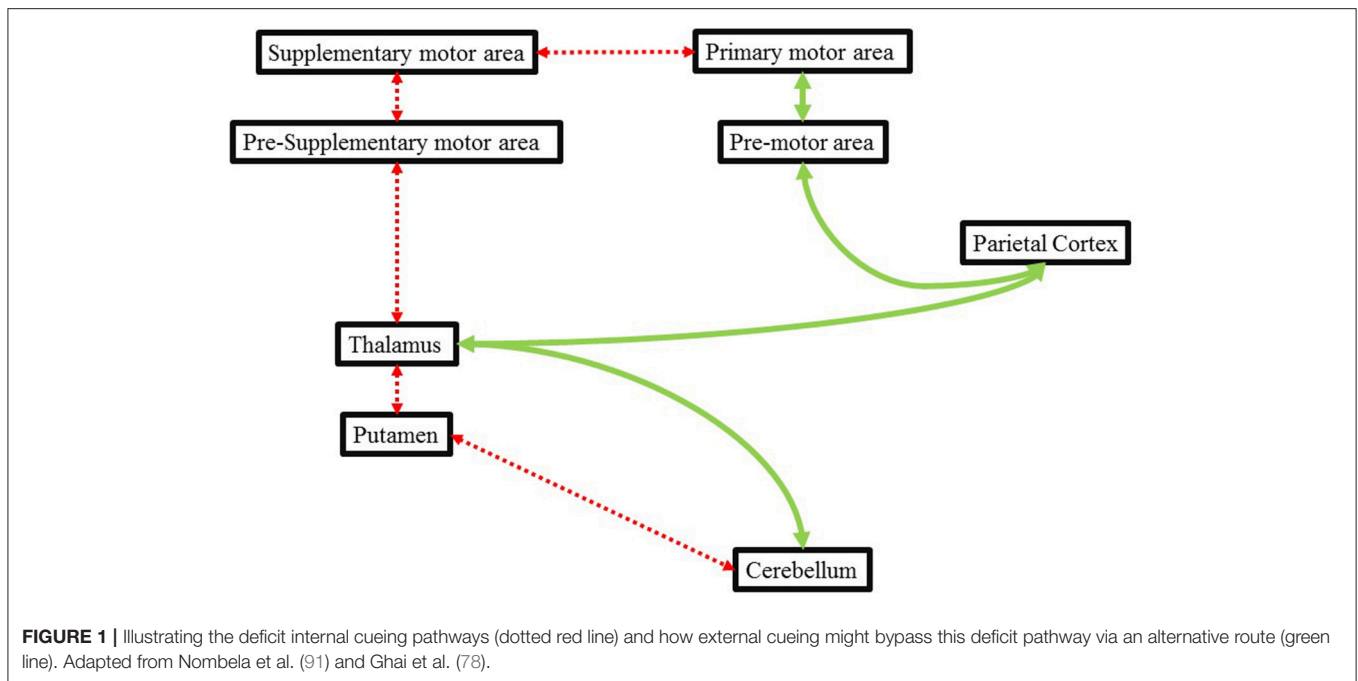 Supplementary motor area
Primary motor area
Pre-Supplementary motor area
Pre-motor area
Parietal Cortex
Thalamus
Putamen
Cerebellum
FIGURE 1 | Illustrating the deficit internal cueing pathways (dotted red line) and how external cueing might bypass this deficit pathway via an alternative route (green
line). Adapted from Nombela et al. (91) and Ghai et al. (78).